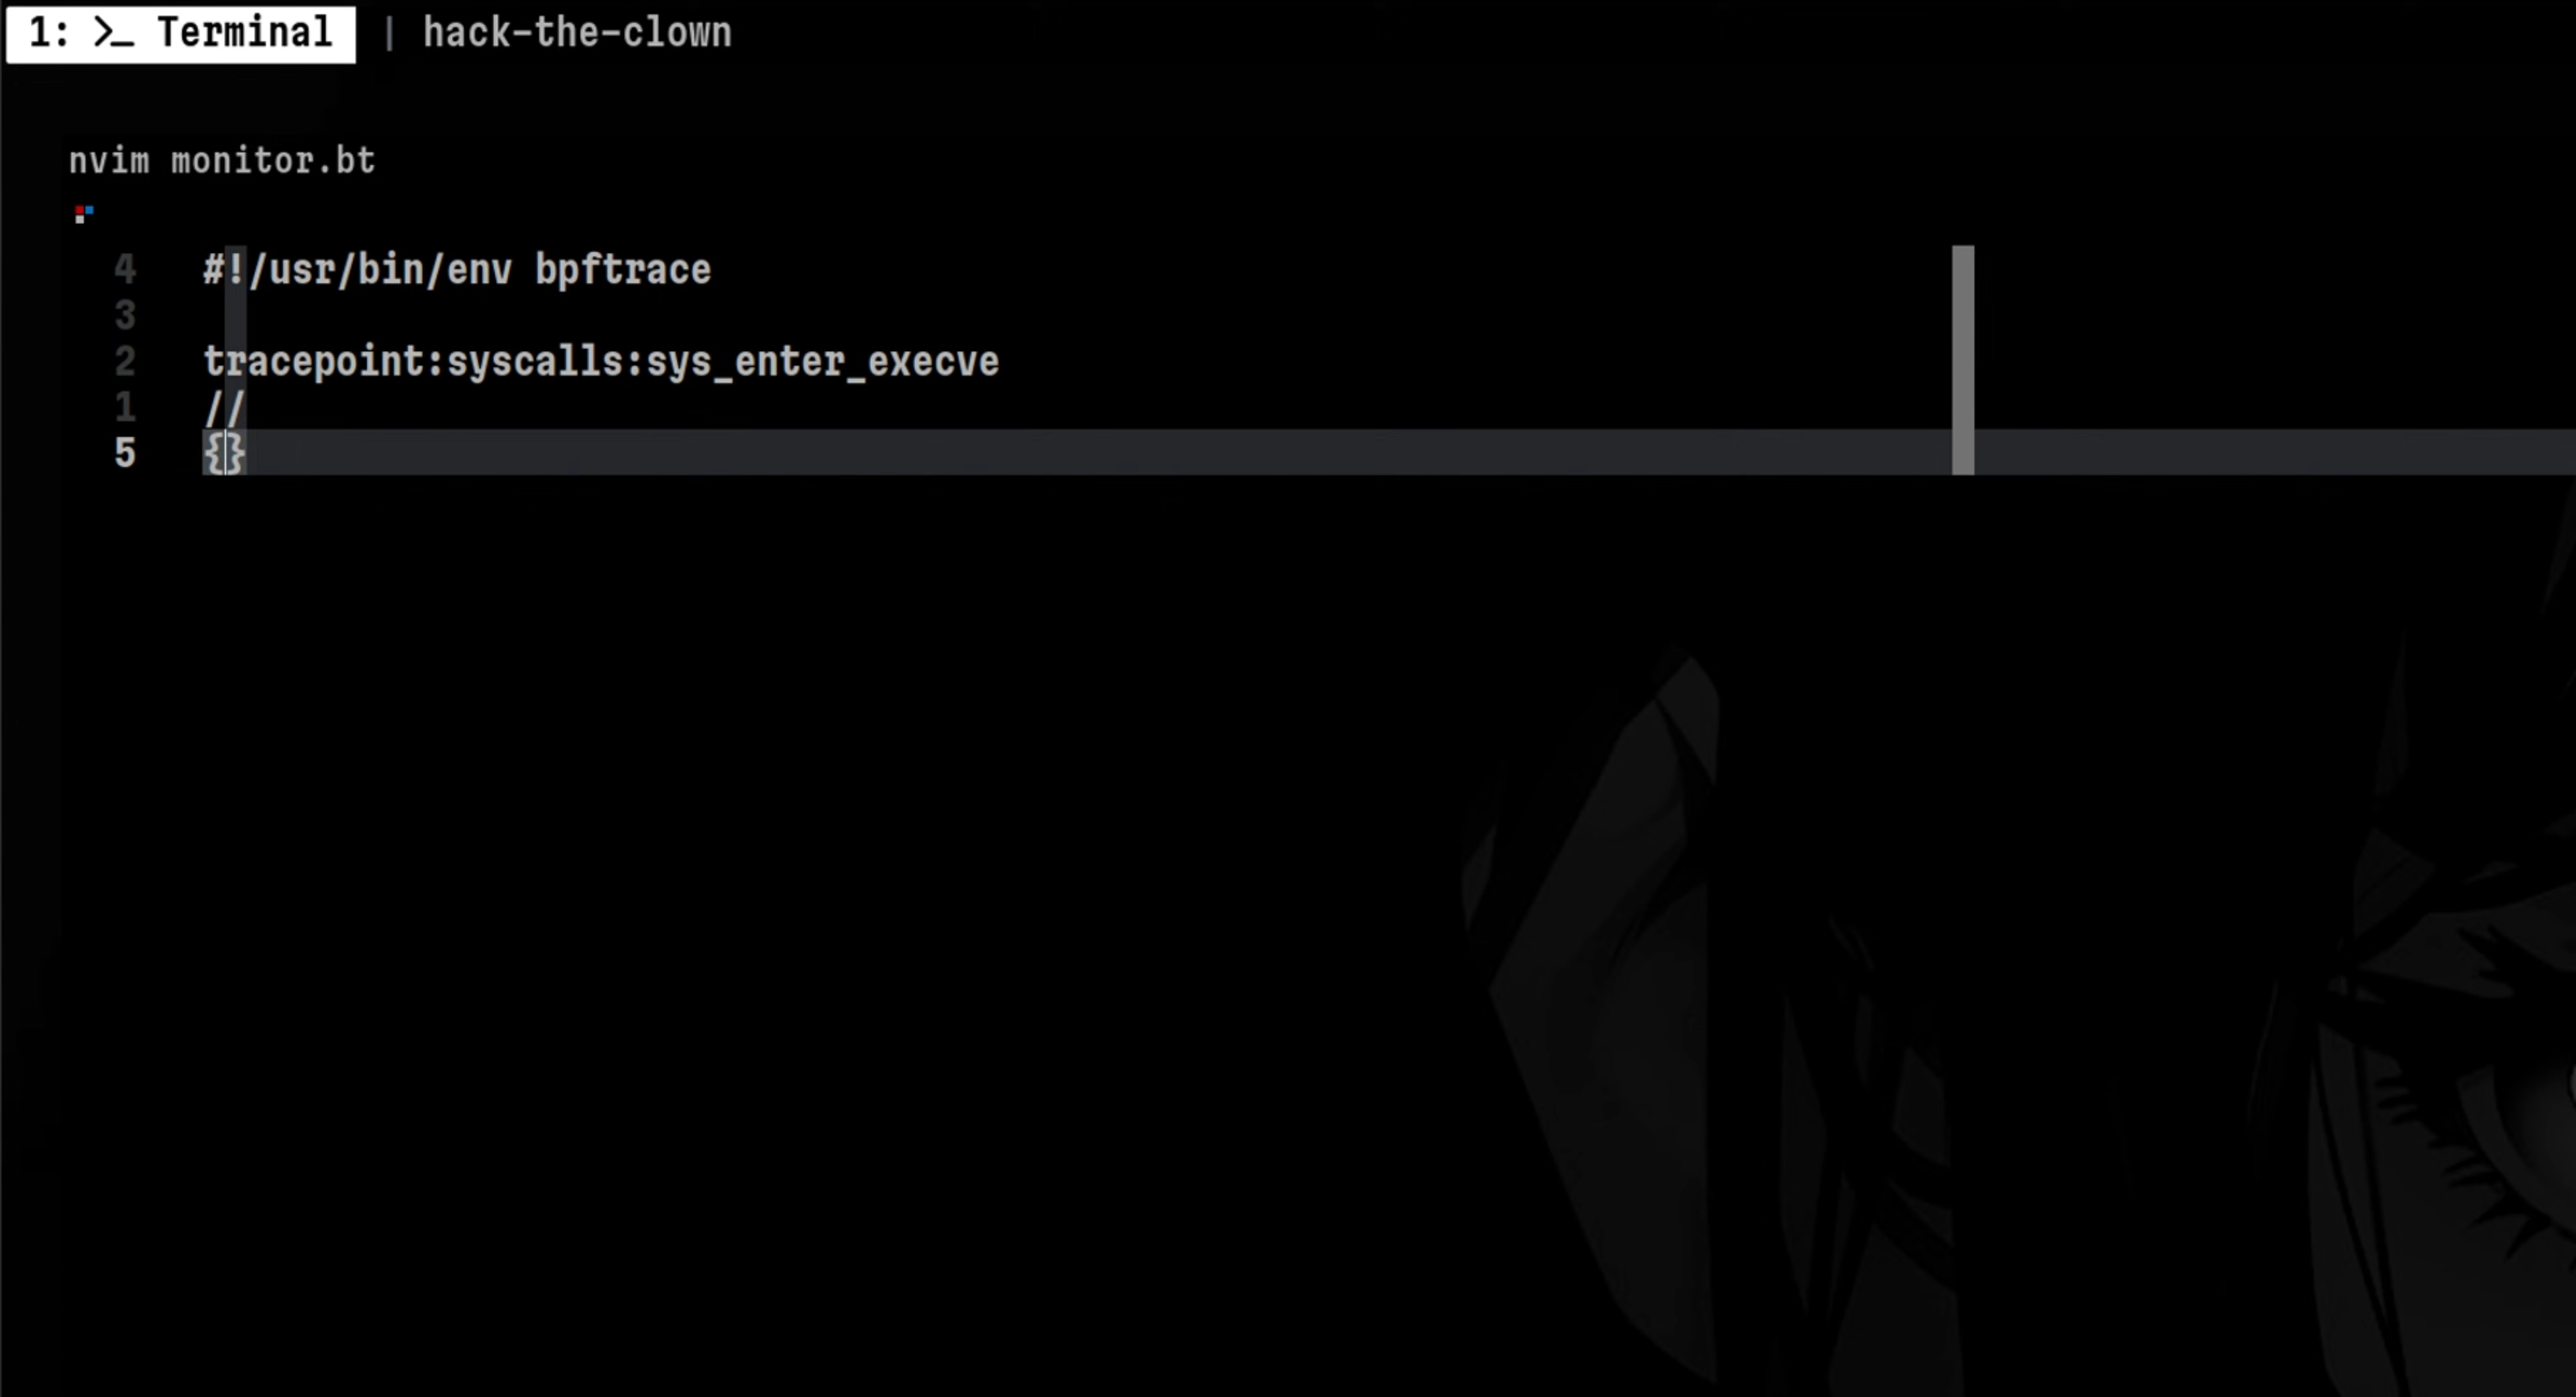 1: >_ Terminal | hack-the-clown
nvim monitor.bt
4 #!/usr/bin/env bpftrace
3
2 tracepoint:syscalls:sys_enter_execve
1 //
5 {}